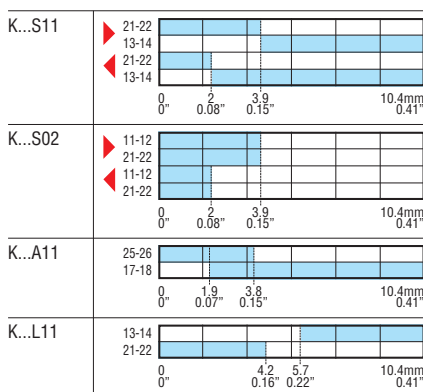 K...S11
21-22
13-14
21-22
13-14
0 2 3.9 10.4mm
0" 0.08" 0.15" 0.41"
K...S02
11-12
21-22
11-12
21-22
0 2 3.9 10.4mm
0" 0.08" 0.15" 0.41"
K...A11
25-26
17-18
0 1.9 3.8 10.4mm
0" 0.07" 0.15" 0.41"
K...L11
13-14
21-22
0 4.2 5.7 10.4mm
0" 0.16" 0.22" 0.41"